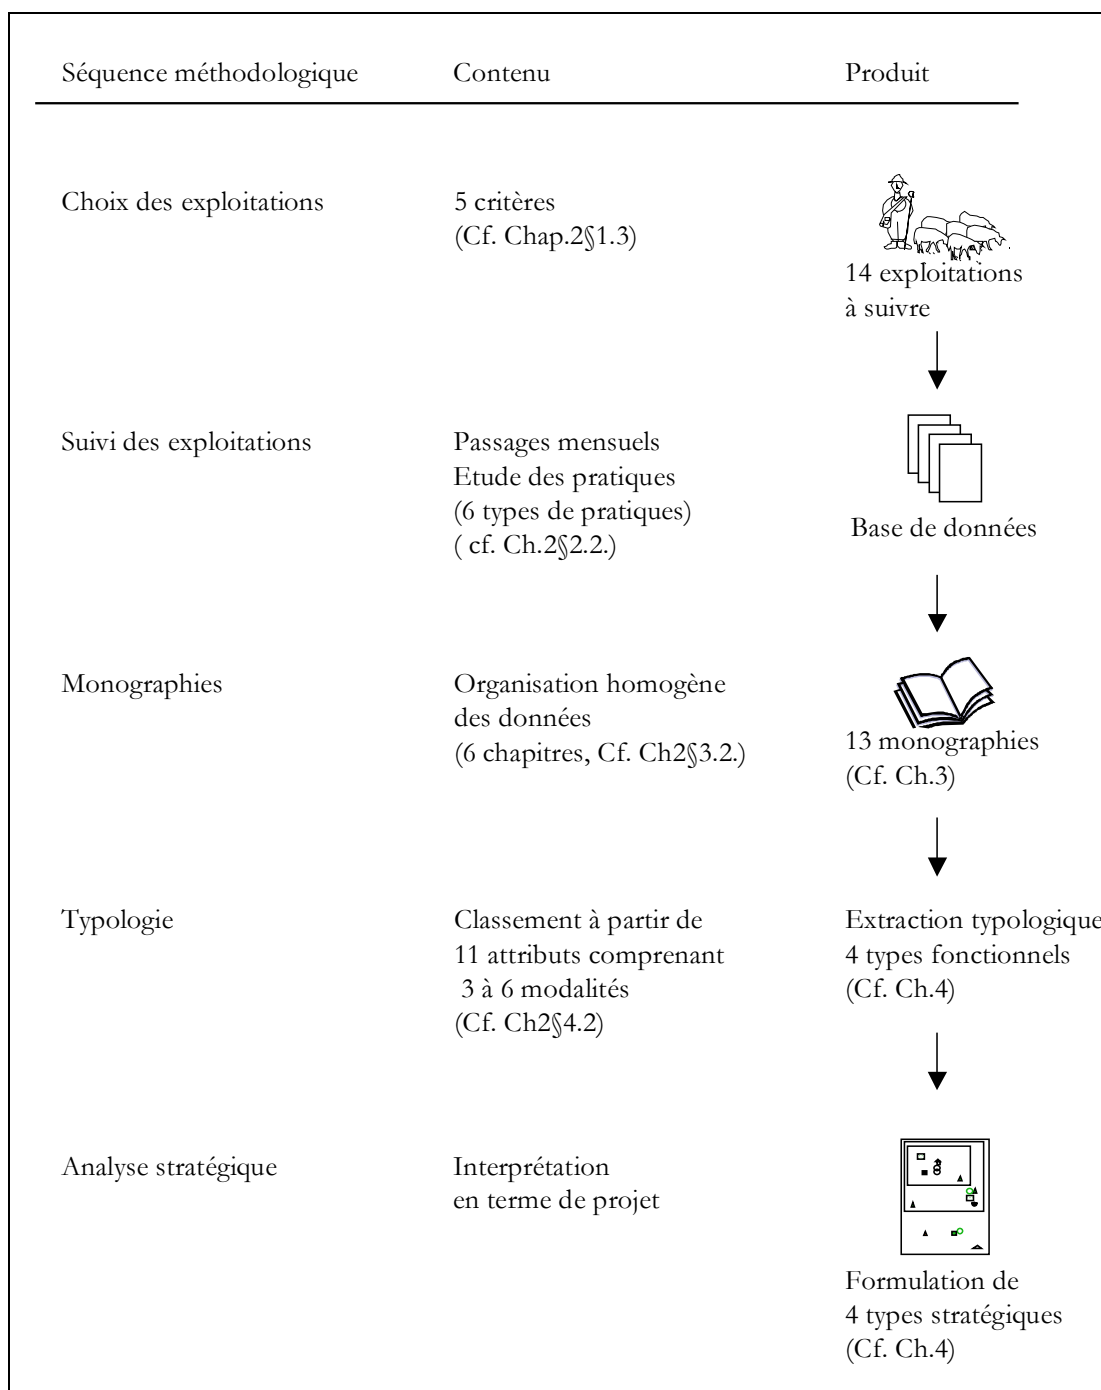 Séquence méthodologique Contenu Produit
Choix des exploitations
5 critères
(Cf. Chap.2§1.3)
14 exploitations
à suivre
Suivi des exploitations
Passages mensuels
Etude des pratiques
(6 types de pratiques)
( cf. Ch.2§2.2.)
Base de données
Monographies
Organisation homogène
des données
(6 chapitres, Cf. Ch2§3.2.)
13 monographies
(Cf. Ch.3)
Typologie
Classement à partir de
11 attributs comprenant
3 à 6 modalités
(Cf. Ch2§4.2)
Extraction typologique
4 types fonctionnels
(Cf. Ch.4)
Analyse stratégique
Interprétation
en terme de projet
Formulation de
4 types stratégiques
(Cf. Ch.4)